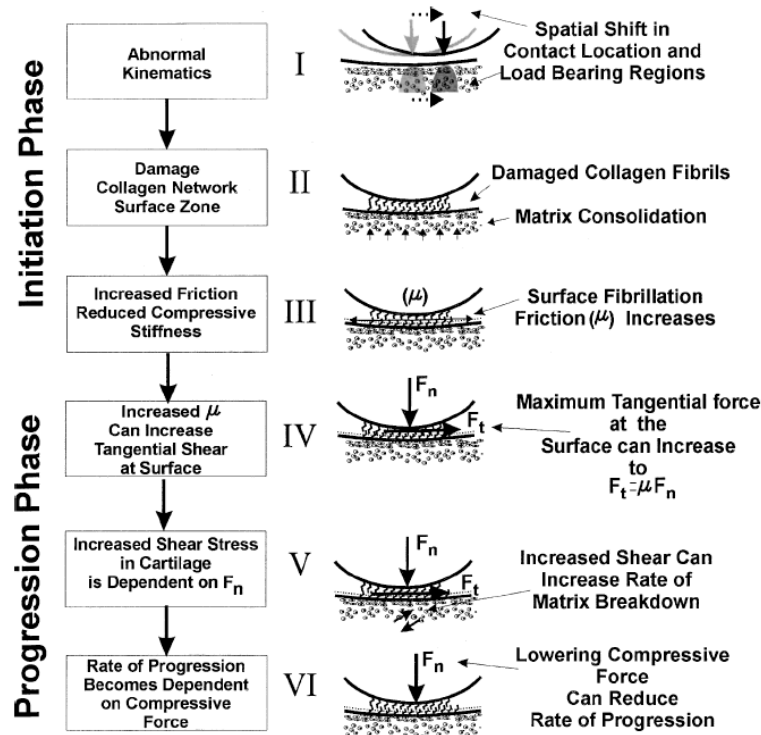 Initiation Phase
Abnormal
Kinematics
I
Spatial Shift in
Contact Location and
Load Bearing Regions
Damage
Collagen Network
Surface Zone
II
Damaged Collagen Fibrils
Matrix Consolidation
Increased Friction
Reduced Compressive
Stiffness
III
(μ)
Surface Fibrillation
Friction (μ) Increases
Progression Phase
Increased μ
Can Increase
Tangential Shear
at Surface
IV
Fn
Ft
Maximum Tangential force
at the
Surface can Increase
to
Ft=μFn
Increased Shear Stress
in Cartilage
is Dependent on Fn
V
Fn
Ft
Increased Shear Can
Increase Rate of
Matrix Breakdown
Rate of Progression
Becomes Dependent
on Compressive
Force
VI
Fn
Lowering Compressive
Force
Can Reduce
Rate of Progression